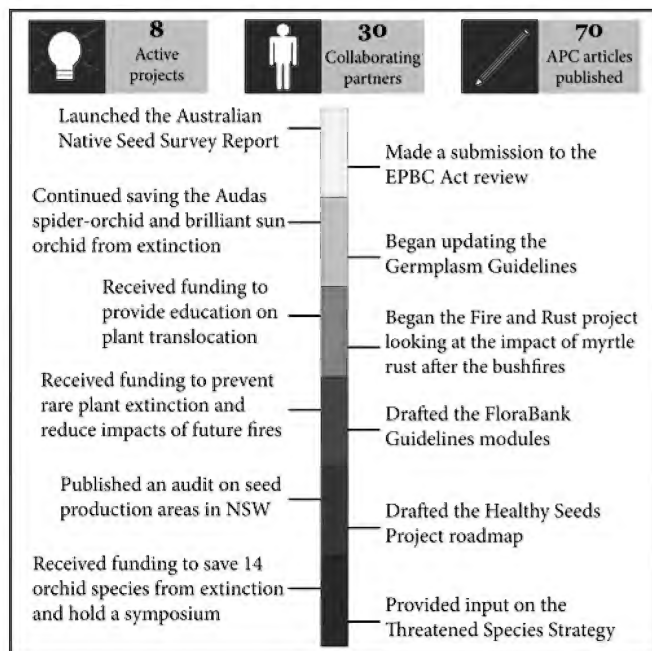 8
Active
projects
30
Collaborating
partners
70
APC articles
published
Launched the Australian
Native Seed Survey Report
Made a submission to the
EPBC Act review
Continued saving the Audas
spider-orchid and brilliant sun
orchid from extinction
Began updating the
Germplasm Guidelines
Received funding to
provide education on
plant translocation
Began the Fire and Rust project
looking at the impact of myrtle
rust after the bushfires
Received funding to prevent
rare plant extinction and
reduce impacts of future fires
Drafted the FloraBank
Guidelines modules
Published an audit on seed
production areas in NSW
Drafted the Healthy Seeds
Project roadmap
Received funding to save 14
orchid species from extinction
and hold a symposium
Provided input on the
Threatened Species Strategy